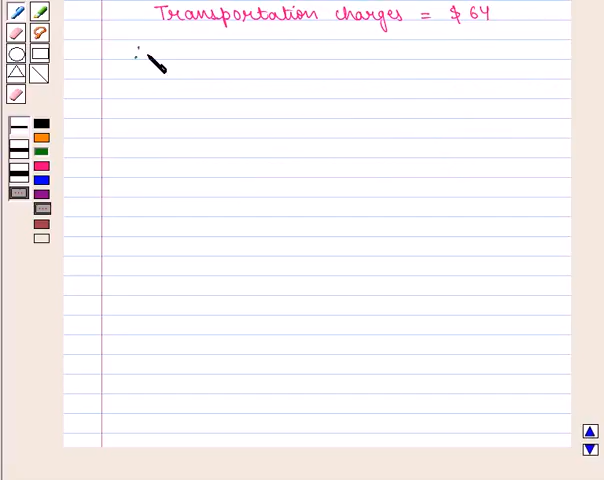 Transportation charges = $ 64